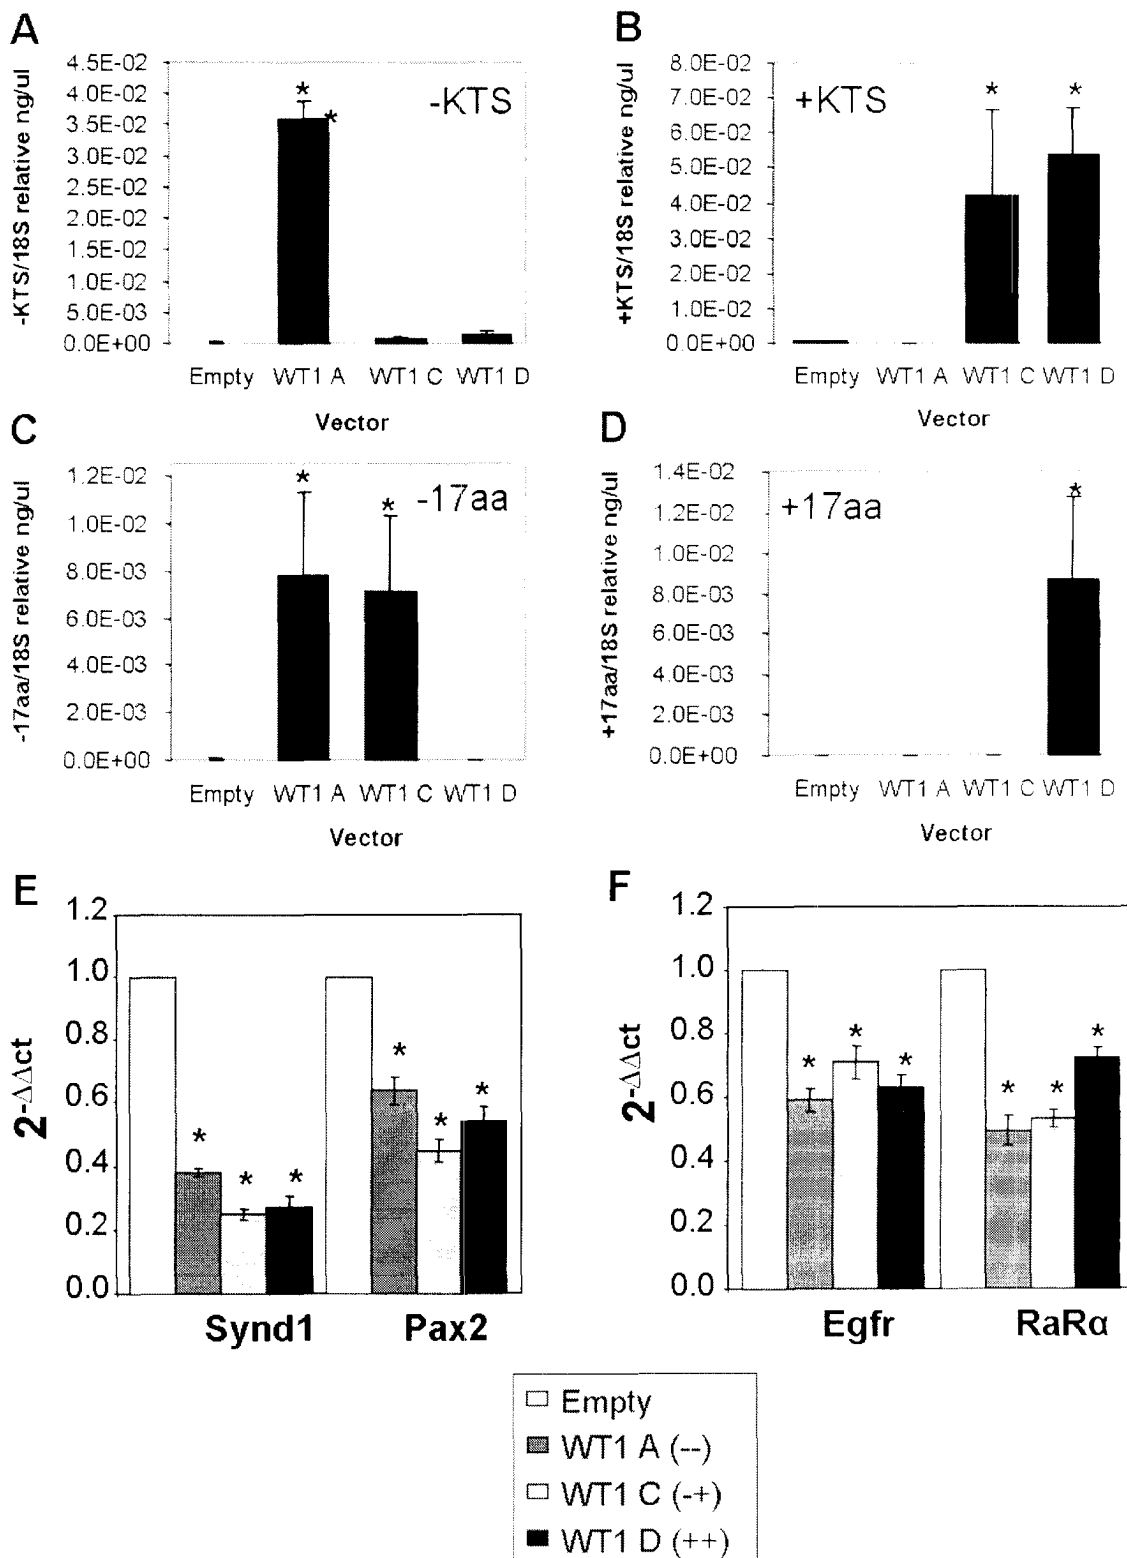 A
-KTS/18S relative ng/ul
4.5E-02
4.0E-02
3.5E-02
3.0E-02
2.5E-02
2.0E-02
1.5E-02
1.0E-02
5.0E-03
0.0E+00
*
*
-KTS
Empty WT1 A WT1 C WT1 D
Vector
B
+KTS/18S relative ng/ul
8.0E-02
7.0E-02
6.0E-02
5.0E-02
4.0E-02
3.0E-02
2.0E-02
1.0E-02
0.0E+00
+KTS
* *
Empty WT1 A WT1 C WT1 D
Vector
C
-17aa/18S relative ng/ul
1.2E-02
1.0E-02
8.0E-03
6.0E-03
4.0E-03
2.0E-03
0.0E+00
* *
-17aa
Empty WT1 A WT1 C WT1 D
Vector
D
+17aa/18S relative ng/ul
1.4E-02
1.2E-02
1.0E-02
8.0E-03
6.0E-03
4.0E-03
2.0E-03
0.0E+00
+17aa
*
Empty WT1 A WT1 C WT1 D
Vector
E
2-ΔΔct
1.2
1.0
0.8
0.6
0.4
0.2
0.0
* * * * * *
Synd1 Pax2
F
2-ΔΔct
1.2
1.0
0.8
0.6
0.4
0.2
0.0
* * * * * *
Egfr RaRα
Empty
WT1 A (--)
WT1 C (-+)
WT1 D (++)